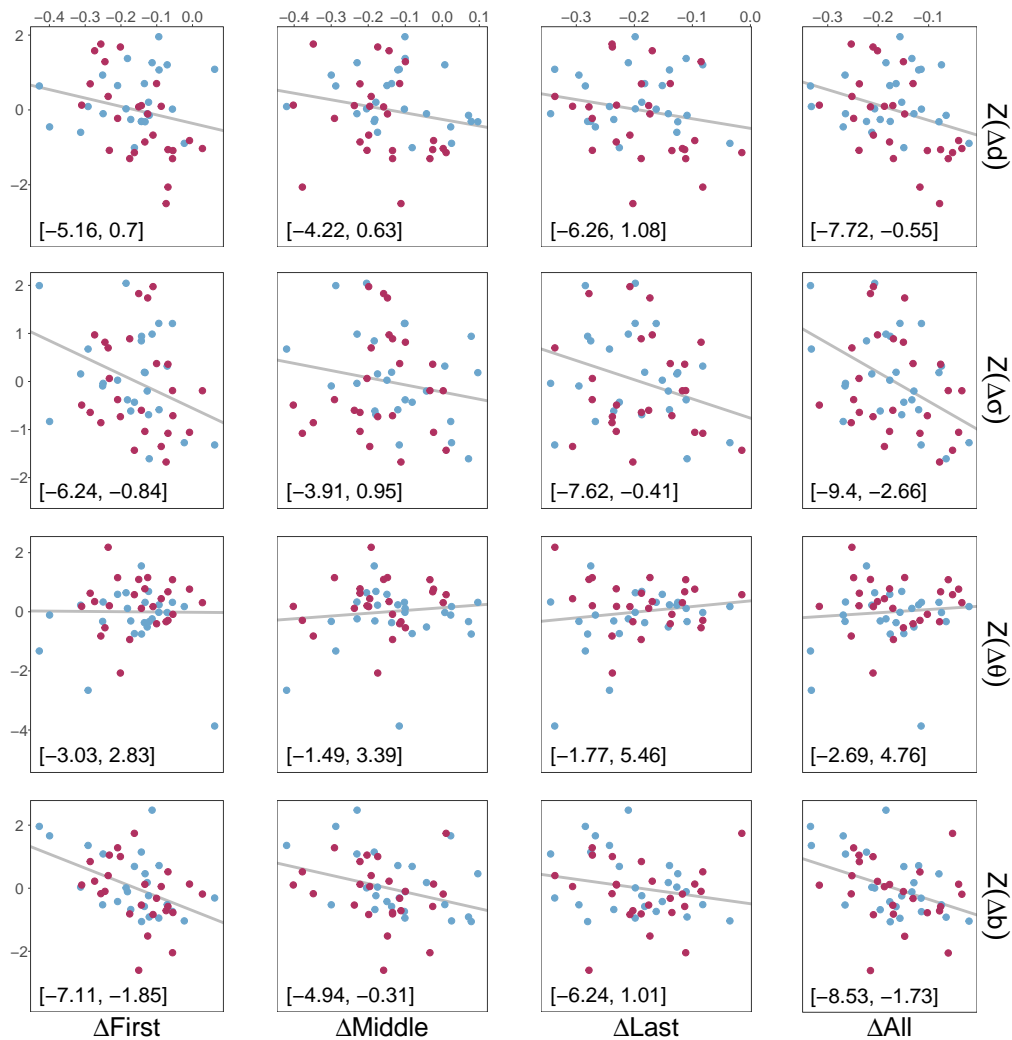 −0.4 −0.3 −0.2 −0.1 0.0 −0.4 −0.3 −0.2 −0.1 0.0 0.1 −0.3 −0.2 −0.1 0.0 −0.3 −0.2 −0.1
2
0
−2
[−5.16, 0.7] [−4.22, 0.63] [−6.26, 1.08] [−7.72, −0.55]
Z(Δd)
2
1
0
−1
−2
[−6.24, −0.84] [−3.91, 0.95] [−7.62, −0.41] [−9.4, −2.66]
Z(Δσ)
2
0
−2
−4
[−3.03, 2.83] [−1.49, 3.39] [−1.77, 5.46] [−2.69, 4.76]
Z(Δθ)
2
0
−2
[−7.11, −1.85] [−4.94, −0.31] [−6.24, 1.01] [−8.53, −1.73]
Z(Δb)
ΔFirst ΔMiddle ΔLast ΔAll